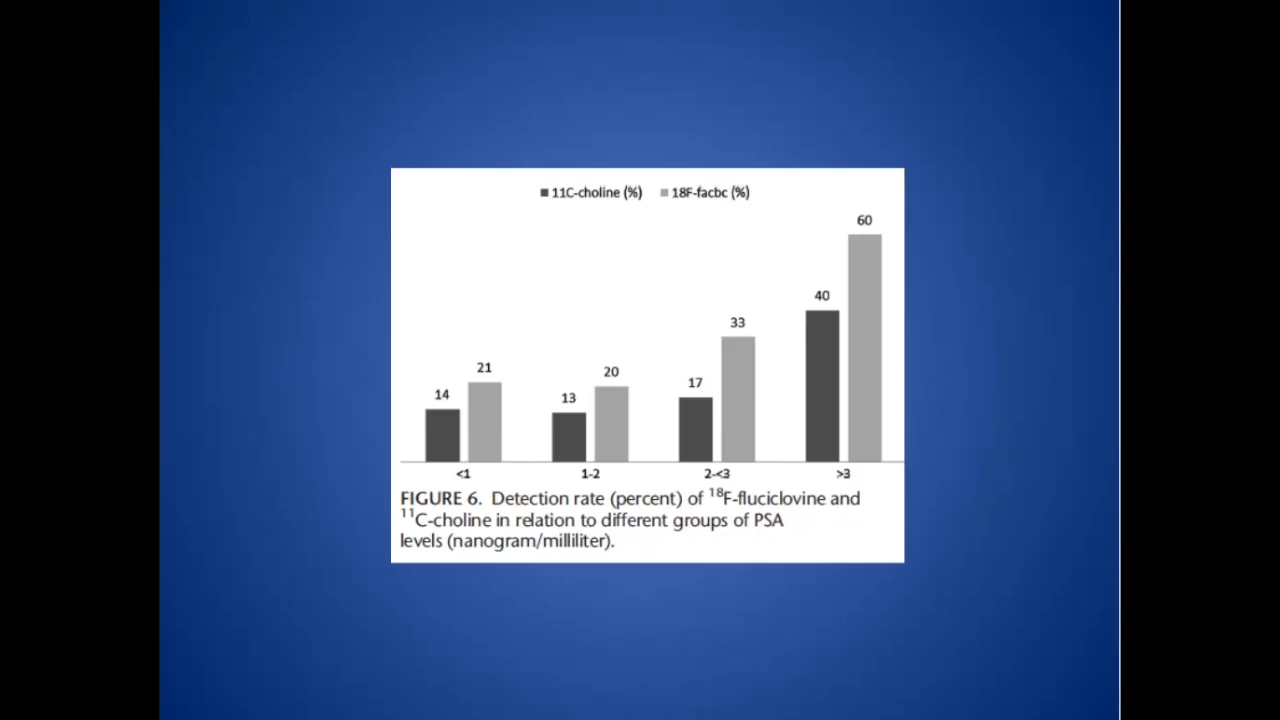 11C-choline (%) 18F-facbc (%)
60
40
33
21
20
17
14
13
<1 1-2 2-<3 >3
FIGURE 6. Detection rate (percent) of ¹⁸F-fluciclovine and
¹¹C-choline in relation to different groups of PSA
levels (nanogram/milliliter).